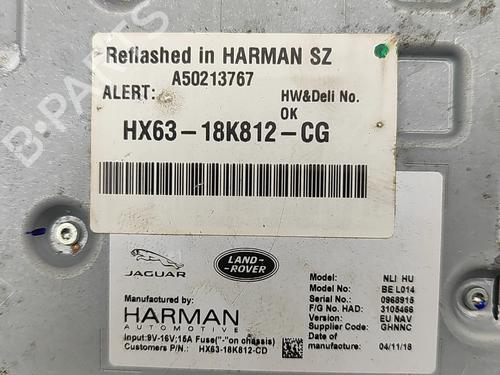 Reflashed in HARMAN SZ
A50213767
ALERT:
HW&Deli No.
OK
HX63-18K812-CG
JAGUAR
LAND-
ROVER
Manufactured by:
HARMAN
AUTOMOTIVE
Input:9V-16V;15A Fuse("-"on chassis)
Customers P/N.: HX63-18K812-CD
Model: NLI HU
Model No: BE L014
Serial No: 0968915
F/G No. HAD: 3105466
Version: EU NAV
Supplier Code: GHNNC
Date of
manufacture: 04/11/18
B-PARTS